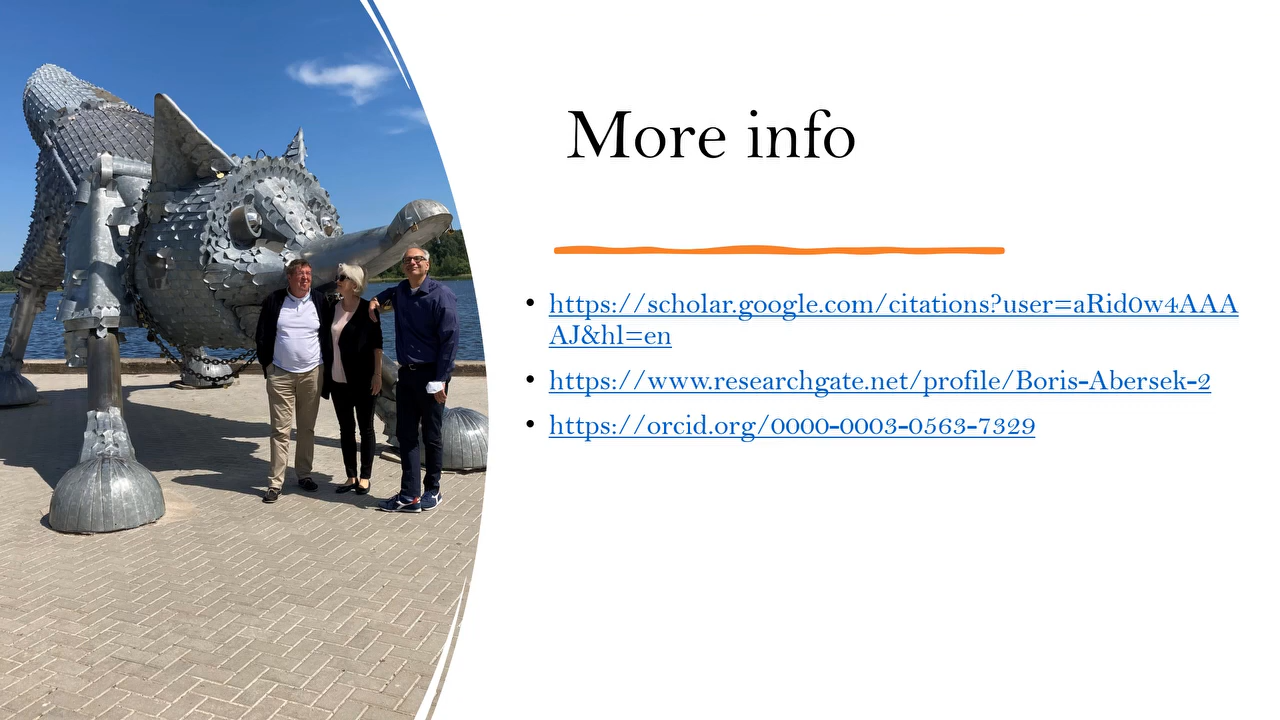 More info
• https://scholar.google.com/citations?user=aRid0w4AAA
AJ&hl=en
• https://www.researchgate.net/profile/Boris-Abersek-2
• https://orcid.org/0000-0003-0563-7329